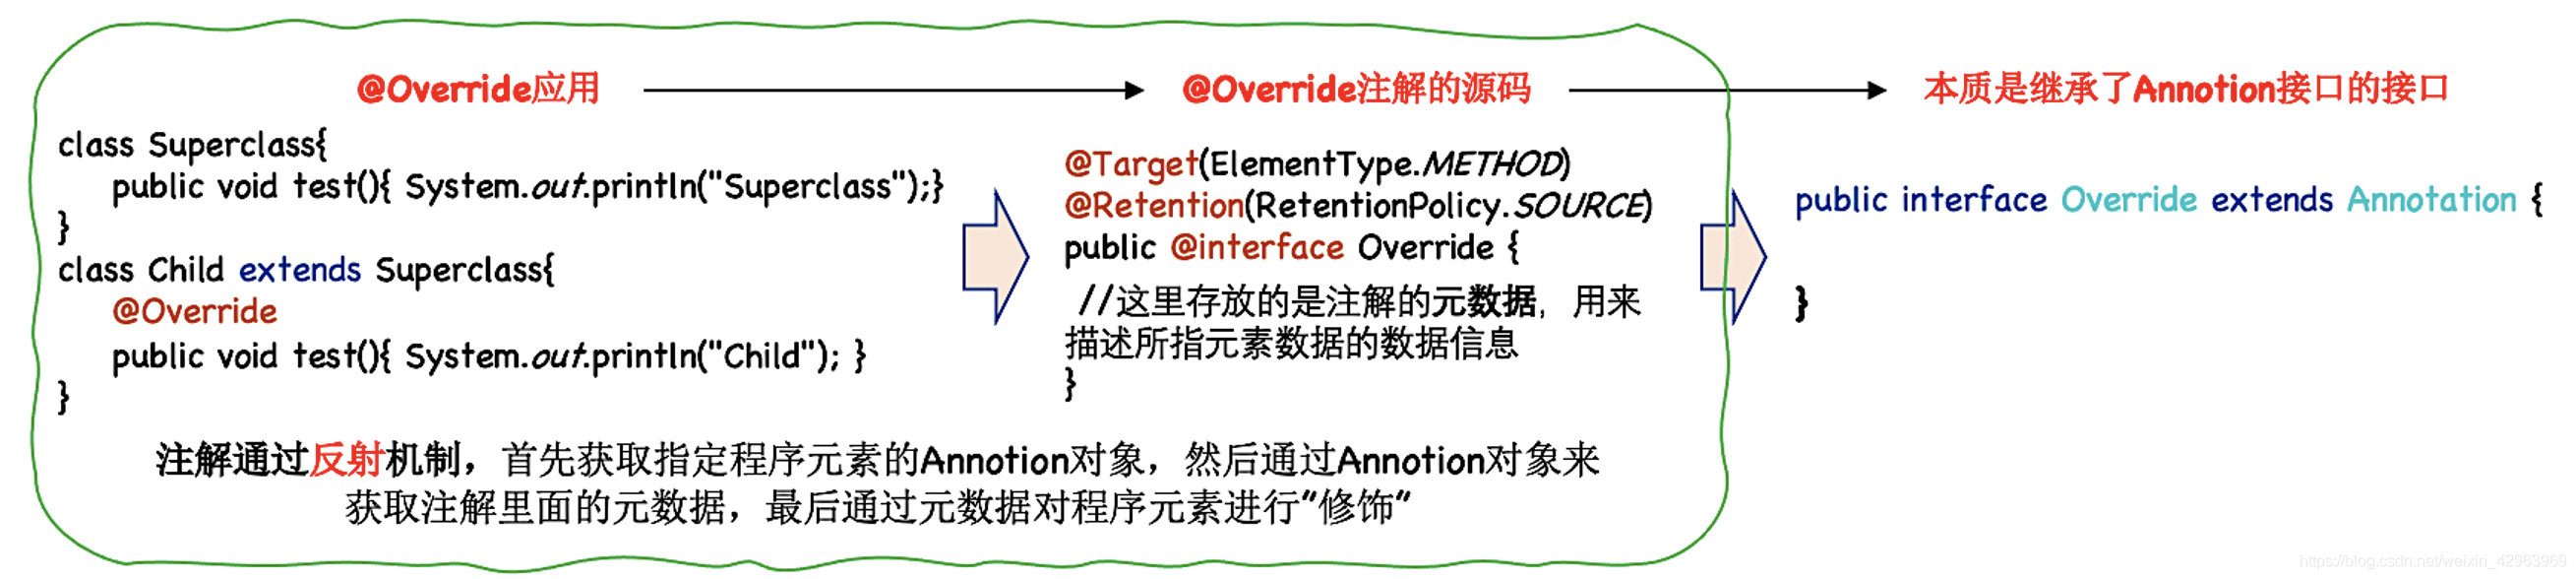 @Override应用
@Override注解的源码
本质是继承了Annotion接口的接口
class Superclass{
public void test(){ System.out.println("Superclass");}
}
class Child extends Superclass{
@Override
public void test(){ System.out.println("Child"); }
}
@Target(ElementType.METHOD)
@Retention(RetentionPolicy.SOURCE)
public @interface Override {
//这里存放的是注解的元数据，用来
描述所指元素数据的数据信息
}
public interface Override extends Annotation {
}
注解通过反射机制，首先获取指定程序元素的Annotion对象，然后通过Annotion对象来
获取注解里面的元数据，最后通过元数据对程序元素进行"修饰"
https://blog.csdn.net/weixin_42963969